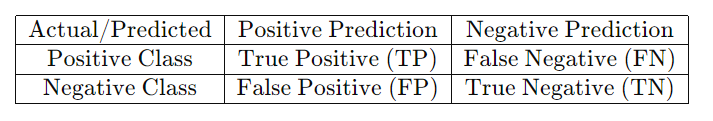 Actual/Predicted Positive Prediction Negative Prediction
Positive Class True Positive (TP) False Negative (FN)
Negative Class False Positive (FP) True Negative (TN)